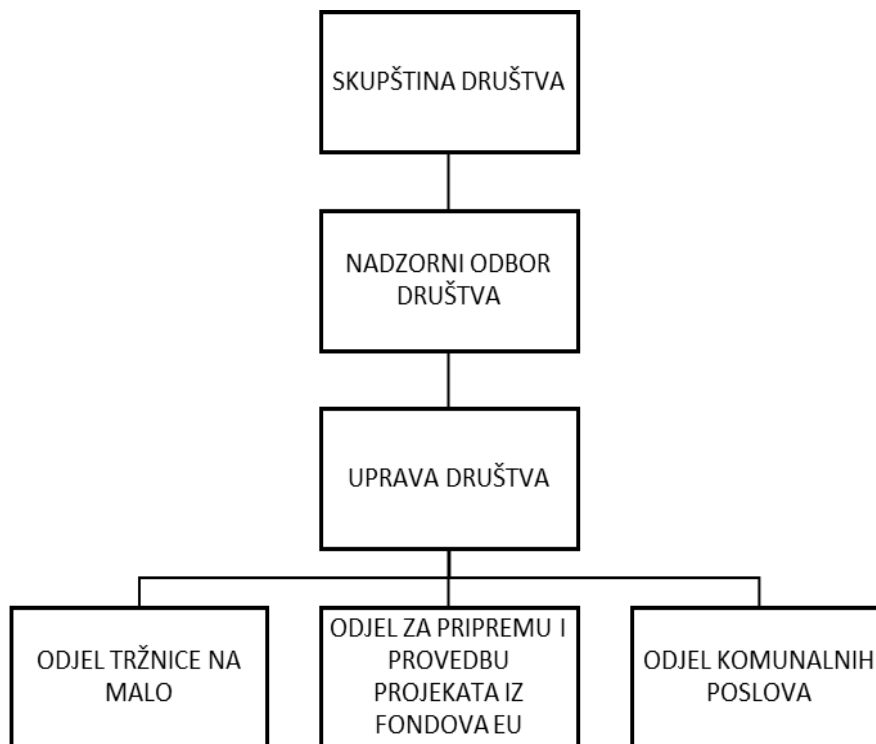 SKUPŠTINA DRUŠTVA
NADZORNI ODBOR
DRUŠTVA
UPRAVA DRUŠTVA
ODJEL TRŽNICE NA
MALO
ODJEL ZA PRIPREMU I
PROVEDBU
PROJEKATA IZ
FONDOVA EU
ODJEL KOMUNALNIH
POSLOVA